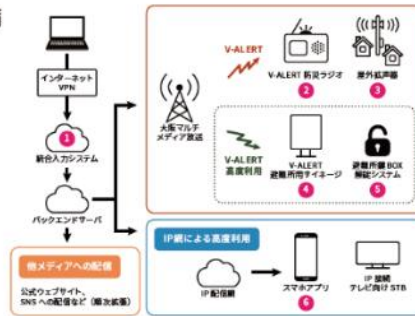 インターネット
VPN
1
統合入力システム
バックエンドサーバ
他メディアへの配信
公式ウェブサイト、
SNSへの配信など（順次拡張）
大阪マルチ
メディア放送
V-ALERT
V-ALERT 防災ラジオ
2
屋外拡声器
3
V-ALERT
高度利用
V-ALERT
避難所用サイネージ
4
避難所鍵BOX
解錠システム
5
IP網による高度利用
IP配信網
スマホアプリ
6
IP接続
テレビ向けSTB